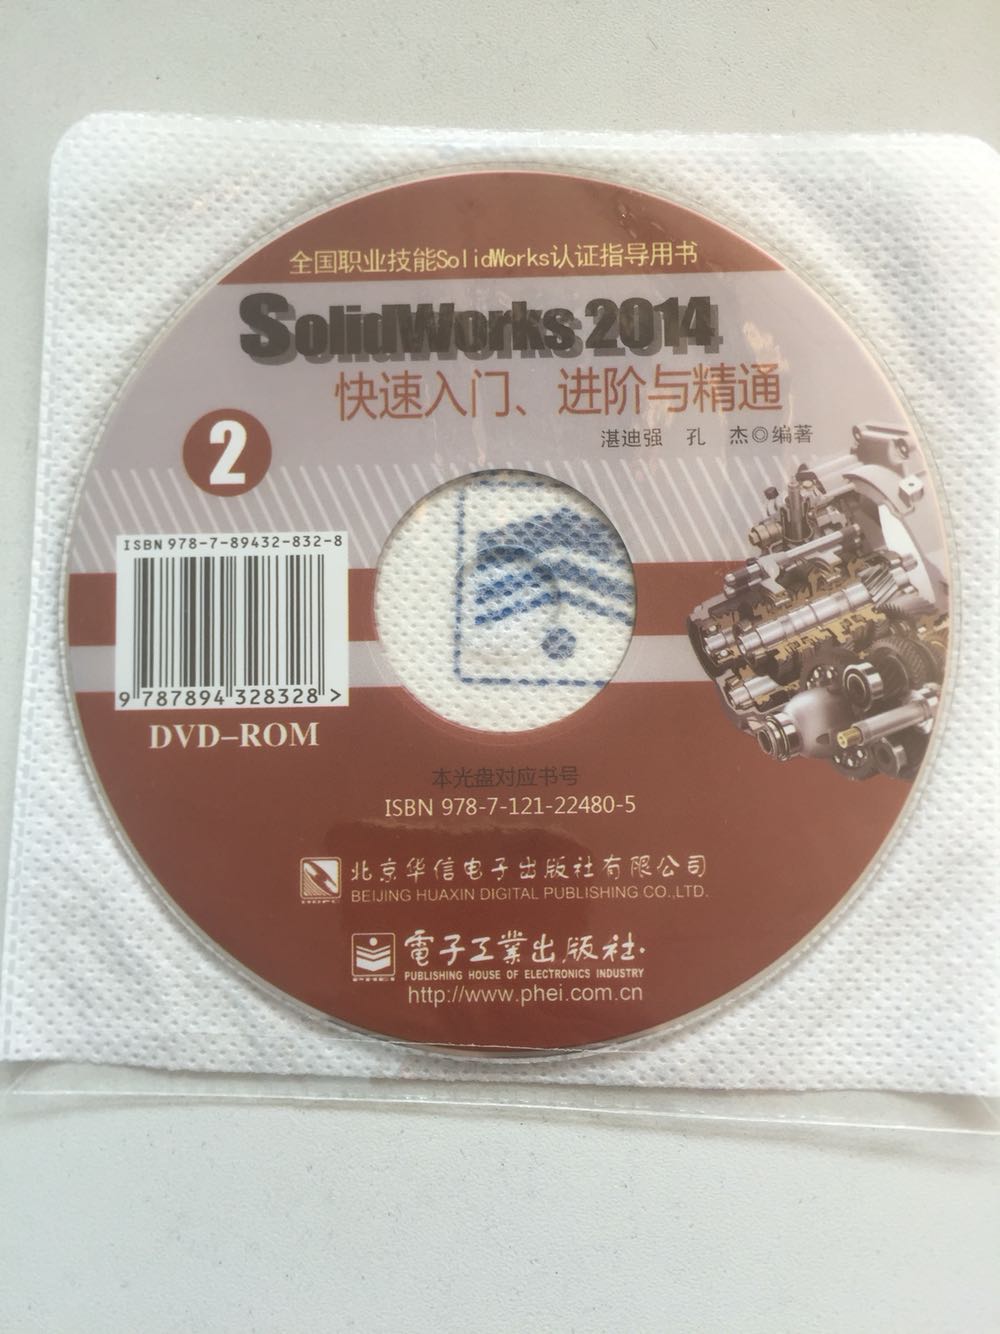 全国职业技能SolidWorks认证指导用书
SolidWorks 2014
快速入门、进阶与精通
湛迪强 孔 杰◎编著
2
ISBN 978-7-89432-832-8
9 787894 328328 >
DVD-ROM
本光盘对应书号
ISBN 978-7-121-22480-5
北京华信电子出版社有限公司
BEIJING HUAXIN DIGITAL PUBLISHING CO.,LTD.
電子工業出版社·
PHEI
PUBLISHING HOUSE OF ELECTRONICS INDUSTRY
http://www.phei.com.cn